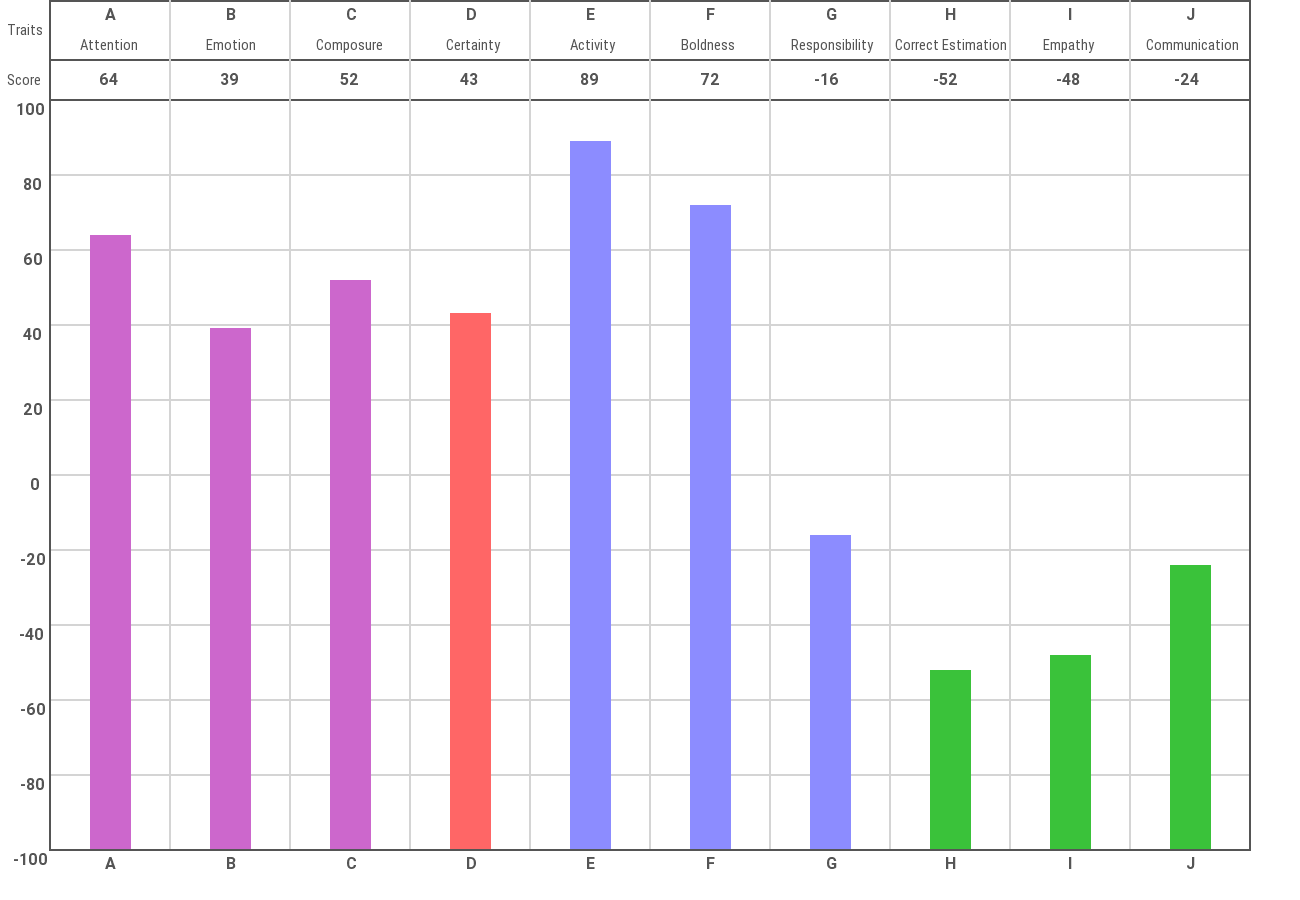 A B C D E F G H I J
Traits
Attention Emotion Composure Certainty Activity Boldness Responsibility Correct Estimation Empathy Communication
Score 64 39 52 43 89 72 -16 -52 -48 -24
100
80
60
40
20
0
-20
-40
-60
-80
-100
A B C D E F G H I J